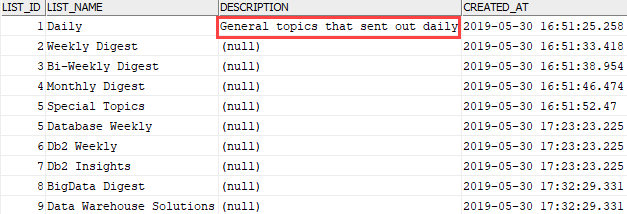 LIST_ID LIST_NAME DESCRIPTION CREATED_AT
1 Daily General topics that sent out daily 2019-05-30 16:51:25.258
2 Weekly Digest (null) 2019-05-30 16:51:33.418
3 Bi-Weekly Digest (null) 2019-05-30 16:51:38.954
4 Monthly Digest (null) 2019-05-30 16:51:46.474
5 Special Topics (null) 2019-05-30 16:51:52.47
5 Database Weekly (null) 2019-05-30 17:23:23.225
6 Db2 Weekly (null) 2019-05-30 17:23:23.225
7 Db2 Insights (null) 2019-05-30 17:23:23.225
8 BigData Digest (null) 2019-05-30 17:32:29.331
9 Data Warehouse Solutions (null) 2019-05-30 17:32:29.331